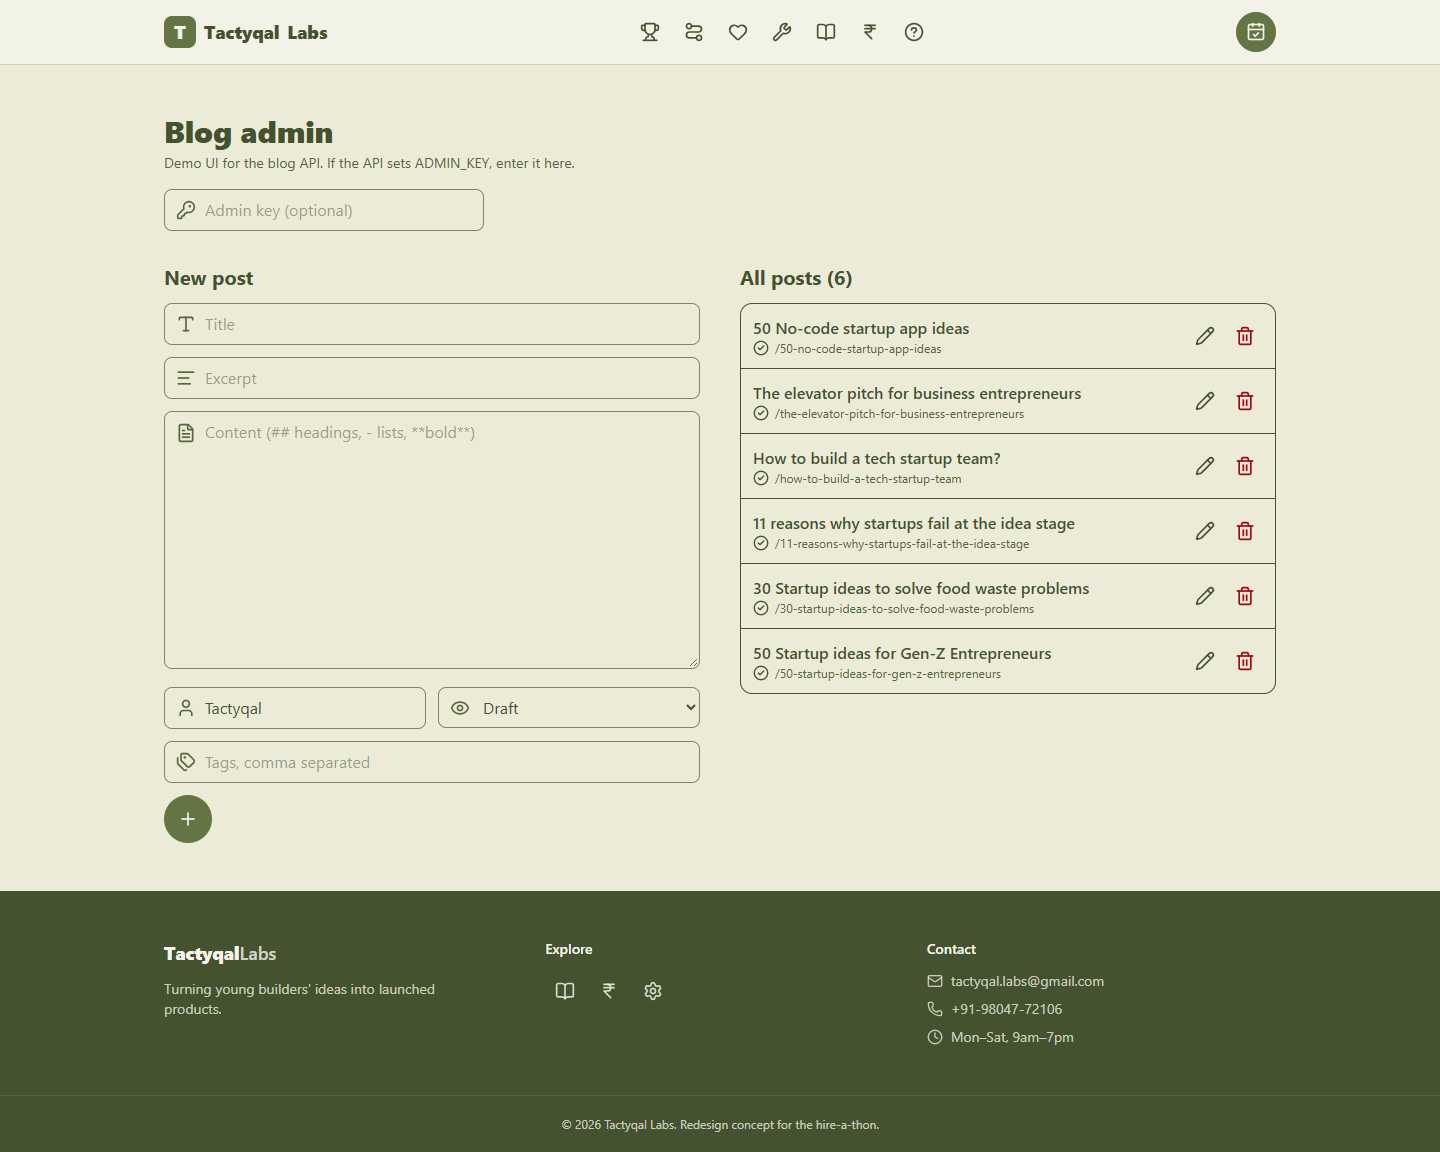 T Tactyqal Labs
Blog admin
Demo UI for the blog API. If the API sets ADMIN_KEY, enter it here.
Admin key (optional)
New post
Title
Excerpt
Content (## headings, - lists, **bold**)
Tactyqal
Draft
Tags, comma separated
All posts (6)
50 No-code startup app ideas
/50-no-code-startup-app-ideas
The elevator pitch for business entrepreneurs
/the-elevator-pitch-for-business-entrepreneurs
How to build a tech startup team?
/how-to-build-a-tech-startup-team
11 reasons why startups fail at the idea stage
/11-reasons-why-startups-fail-at-the-idea-stage
30 Startup ideas to solve food waste problems
/30-startup-ideas-to-solve-food-waste-problems
50 Startup ideas for Gen-Z Entrepreneurs
/50-startup-ideas-for-gen-z-entrepreneurs
TactyqalLabs
Turning young builders' ideas into launched
products.
Explore
Contact
tactyqal.labs@gmail.com
+91-98047-72106
Mon–Sat, 9am–7pm
© 2026 Tactyqal Labs. Redesign concept for the hire-a-thon.